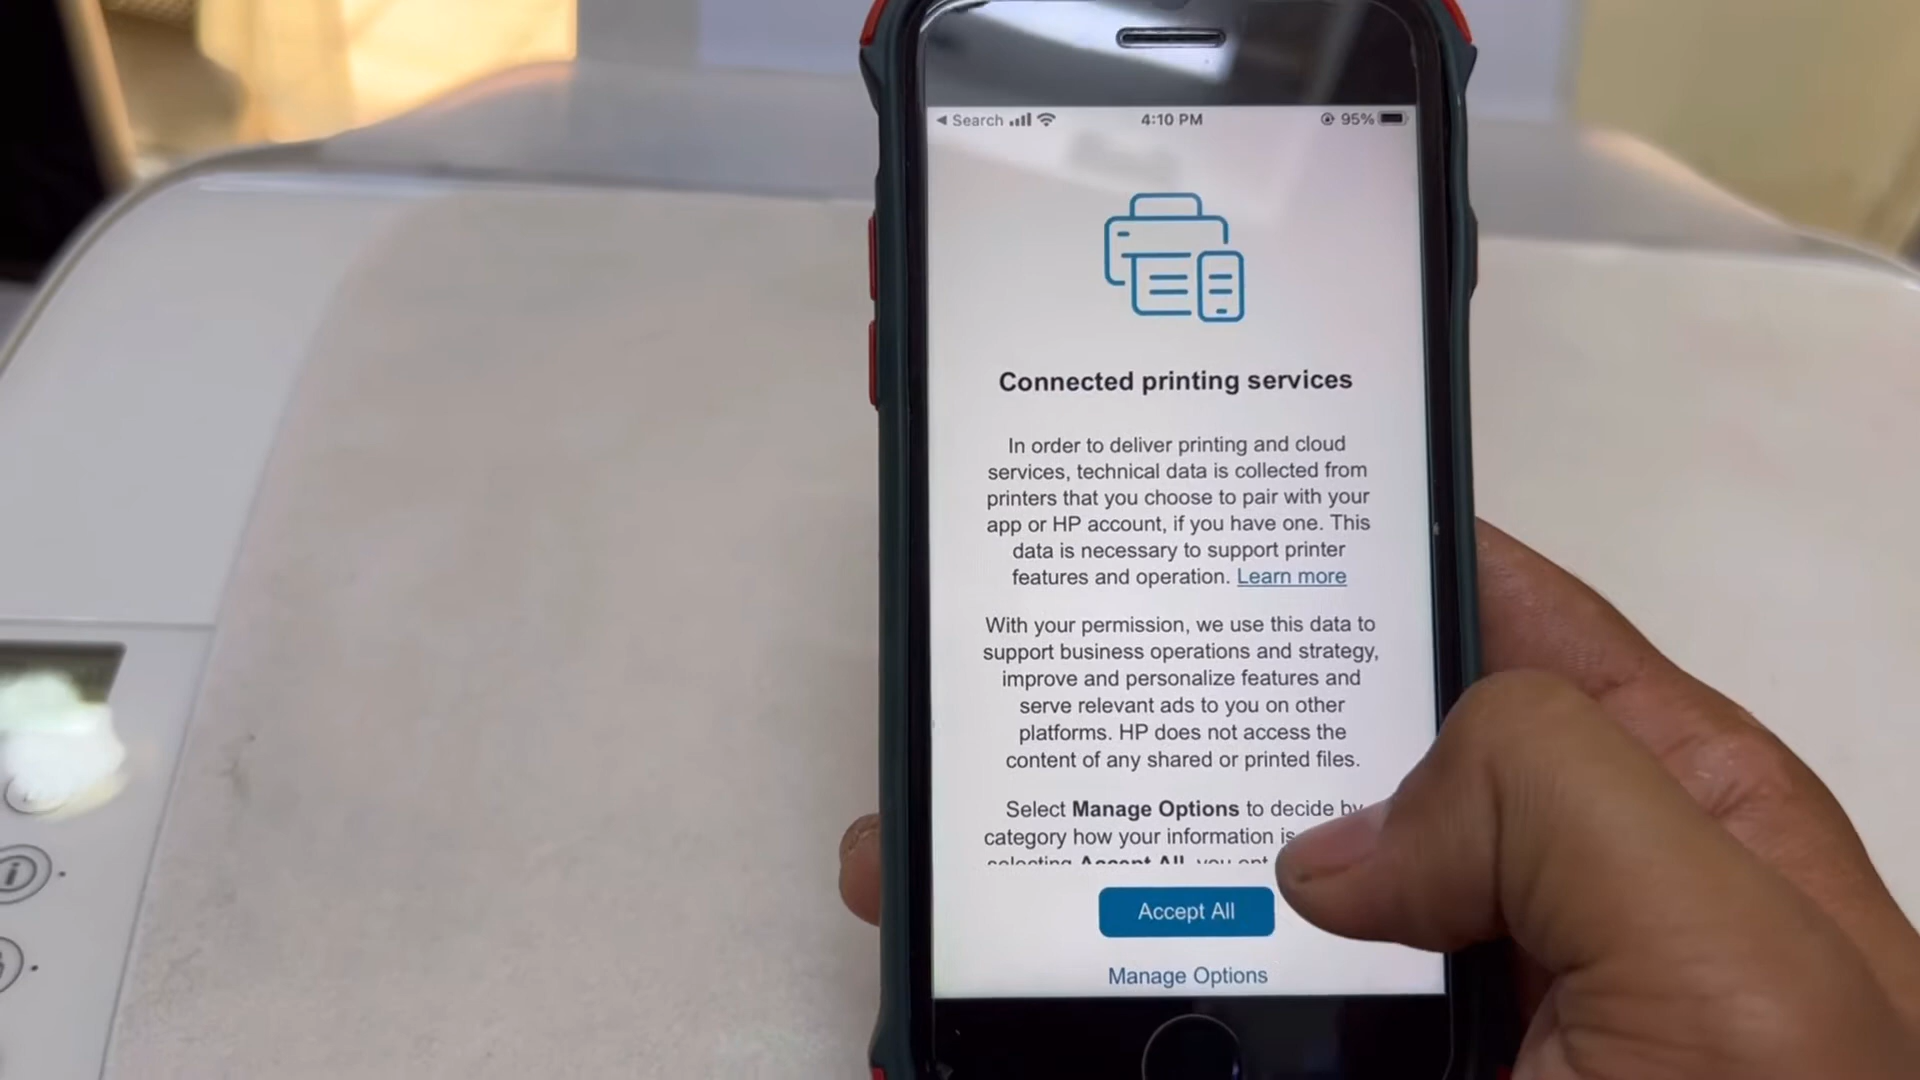 ◀ Search
4:10 PM
95%
Connected printing services
In order to deliver printing and cloud
services, technical data is collected from
printers that you choose to pair with your
app or HP account, if you have one. This
data is necessary to support printer
features and operation. Learn more
With your permission, we use this data to
support business operations and strategy,
improve and personalize features and
serve relevant ads to you on other
platforms. HP does not access the
content of any shared or printed files.
Select Manage Options to decide by
category how your information is
selecting Accept All, you opt
Accept All
Manage Options